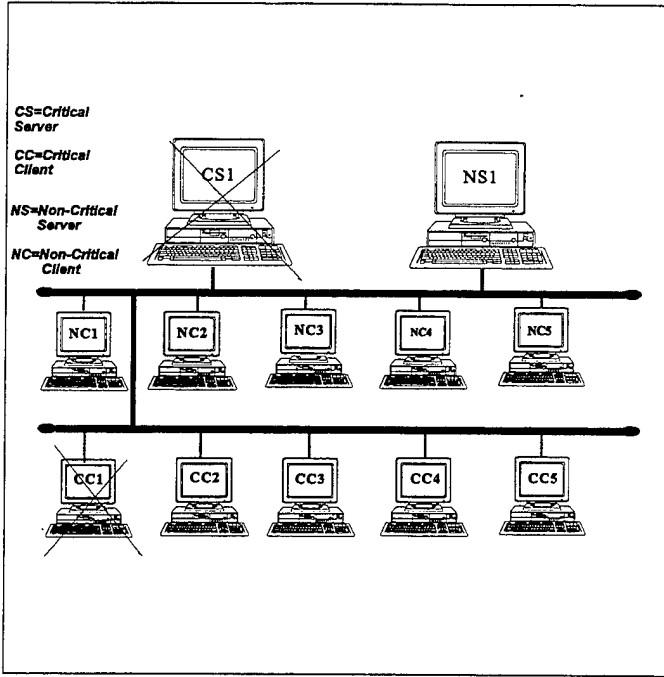 CS=Critical
Server
CC=Critical
Client
NS=Non-Critical
Server
NC=Non-Critical
Client
CS1
NS1
NC1
NC2
NC3
NC4
NC5
CC1
CC2
CC3
CC4
CC5